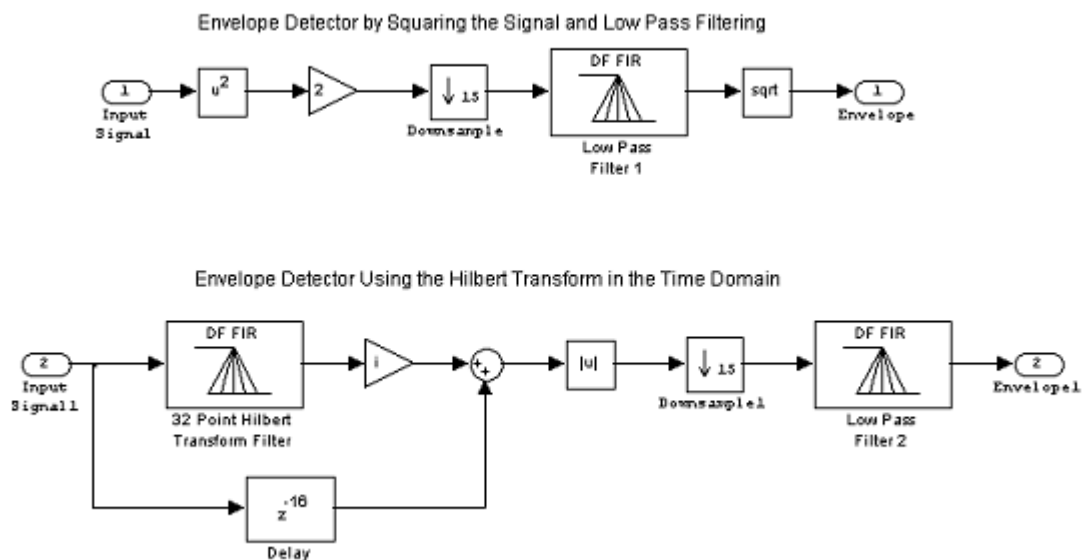 Envelope Detector by Squaring the Signal and Low Pass Filtering
1
Input
Signal
u2
2
↓ 15
Downsample
DF FIR
Low Pass
Filter 1
sqrt
1
Envelope
Envelope Detector Using the Hilbert Transform in the Time Domain
2
Input
Signal1
DF FIR
32 Point Hilbert
Transform Filter
i
+
+
|u|
↓ 15
Downsample1
DF FIR
Low Pass
Filter 2
2
Envelope1
z-16
Delay